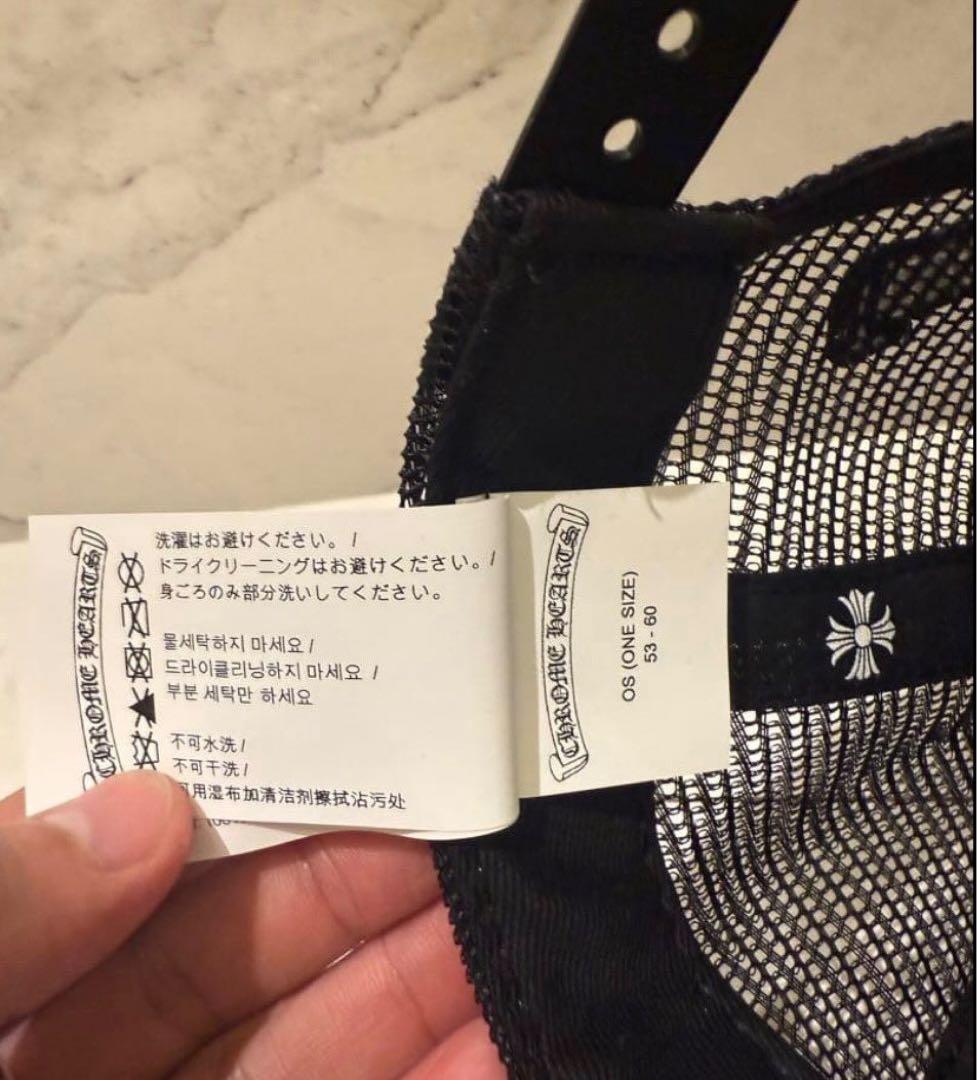 CHROME HEARTS
洗濯はお避けください。/
ドライクリーニングはお避けください。/
身ごろのみ部分洗いしてください。
물세탁하지 마세요 /
드라이클리닝하지 마세요 /
부분 세탁만 하세요
不可水洗 /
不可干洗 /
可用湿布加清洁剂擦拭沾污处
CHROME HEARTS
OS (ONE SIZE)
53 - 60